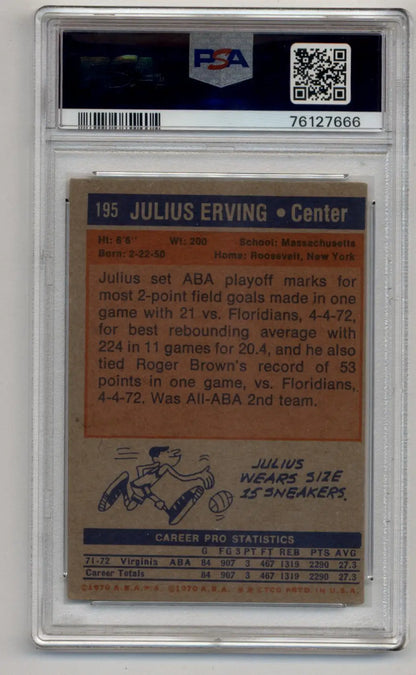 PSA
76127666
195 JULIUS ERVING • Center
Ht: 6'6" Wt: 200 School: Massachusetts
Born: 2-22-50 Home: Roosevelt, New York
Julius set ABA playoff marks for
most 2-point field goals made in one
game with 21 vs. Floridians, 4-4-72,
for best rebounding average with
224 in 11 games for 20.4, and he also
tied Roger Brown's record of 53
points in one game, vs. Floridians,
4-4-72. Was All-ABA 2nd team.
JULIUS
WEARS SIZE
15 SNEAKERS.
CAREER PRO STATISTICS
G FG 3 PT FT REB PTS AVG
71-72 Virginia ABA 84 907 3 467 1319 2290 27.3
Career Totals 84 907 3 467 1319 2290 27.3
©1970 A.B.A. ©T.C.G. PRTD. IN U.S.A.